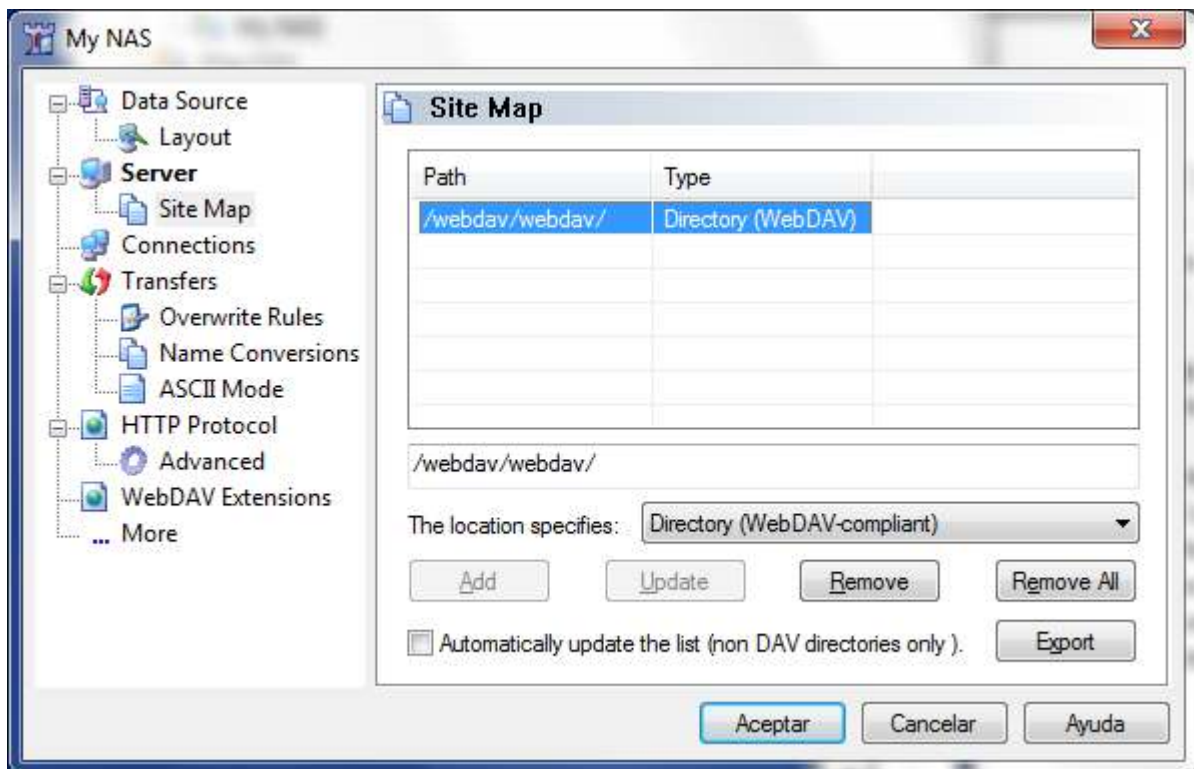 My NAS
Data Source
Layout
Server
Site Map
Connections
Transfers
Overwrite Rules
Name Conversions
ASCII Mode
HTTP Protocol
Advanced
WebDAV Extensions
... More
Site Map
Path Type
/webdav/webdav/ Directory (WebDAV)
/webdav/webdav/
The location specifies: Directory (WebDAV-compliant)
Add Update Remove Remove All
Automatically update the list (non DAV directories only ). Export
Aceptar Cancelar Ayuda